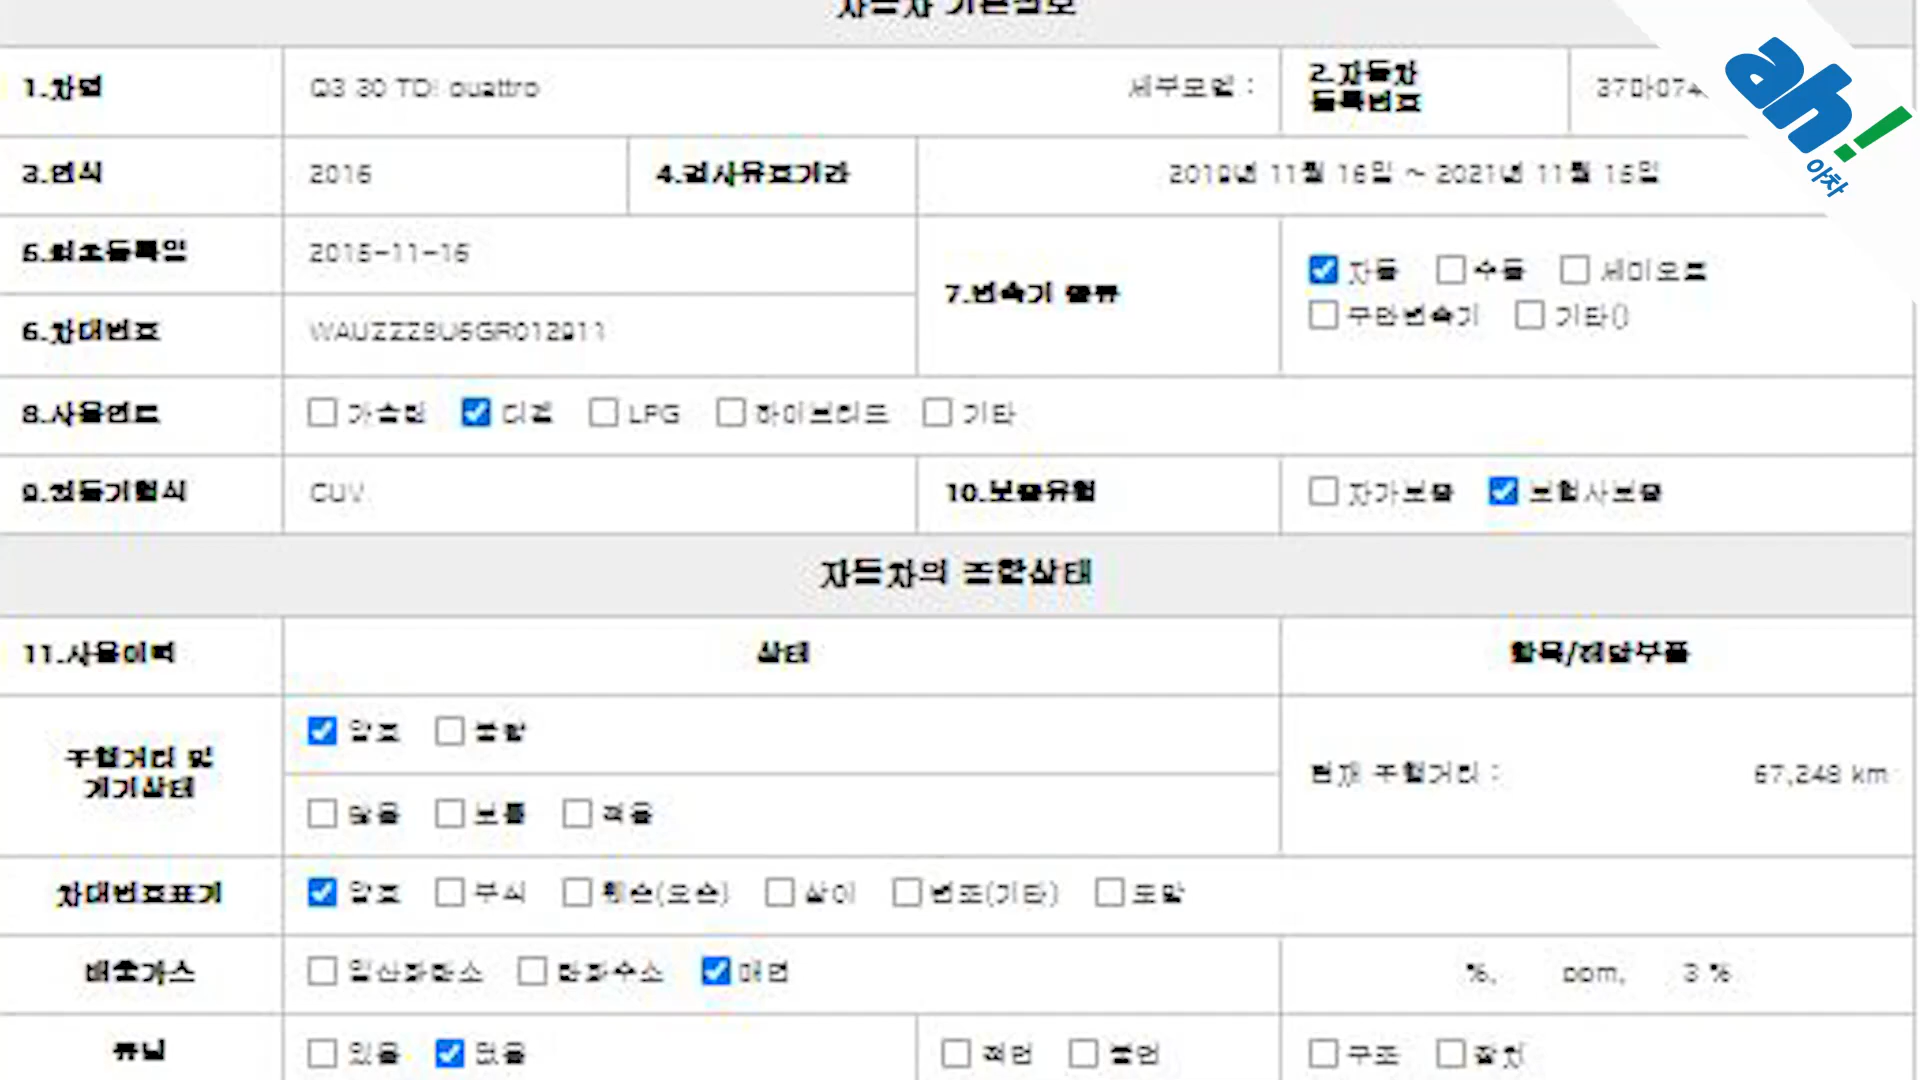 자동차 기본정보
1.차명
Q3 30 TDI quattro
세부모델 :
2.자동차
등록번호
3.연식
2016
4.검사유효기간
2019년 11월 16일 ~ 2021년 11월 15일
5.최초등록일
2015-11-16
7.변속기 종류
자동 수동 세미오토
무단변속기 기타()
6.차대번호
8.사용연료
가솔린 디젤 LPG 하이브리드 기타
9.원동기형식
CUV
10.보증유형
자가보증 보험사보증
자동차의 종합상태
11.사용이력
상태
항목/해당부품
주행거리 및
계기상태
양호 불량
많음 보통 적음
현재 주행거리 :
67,248 km
차대번호표기
양호 부식 훼손(오손) 상이 변조(기타) 도말
배출가스
일산화탄소 탄화수소 매연
%, ppm, 3 %
튜닝
있음 없음
적법 불법
구조 장치
ah!
아차